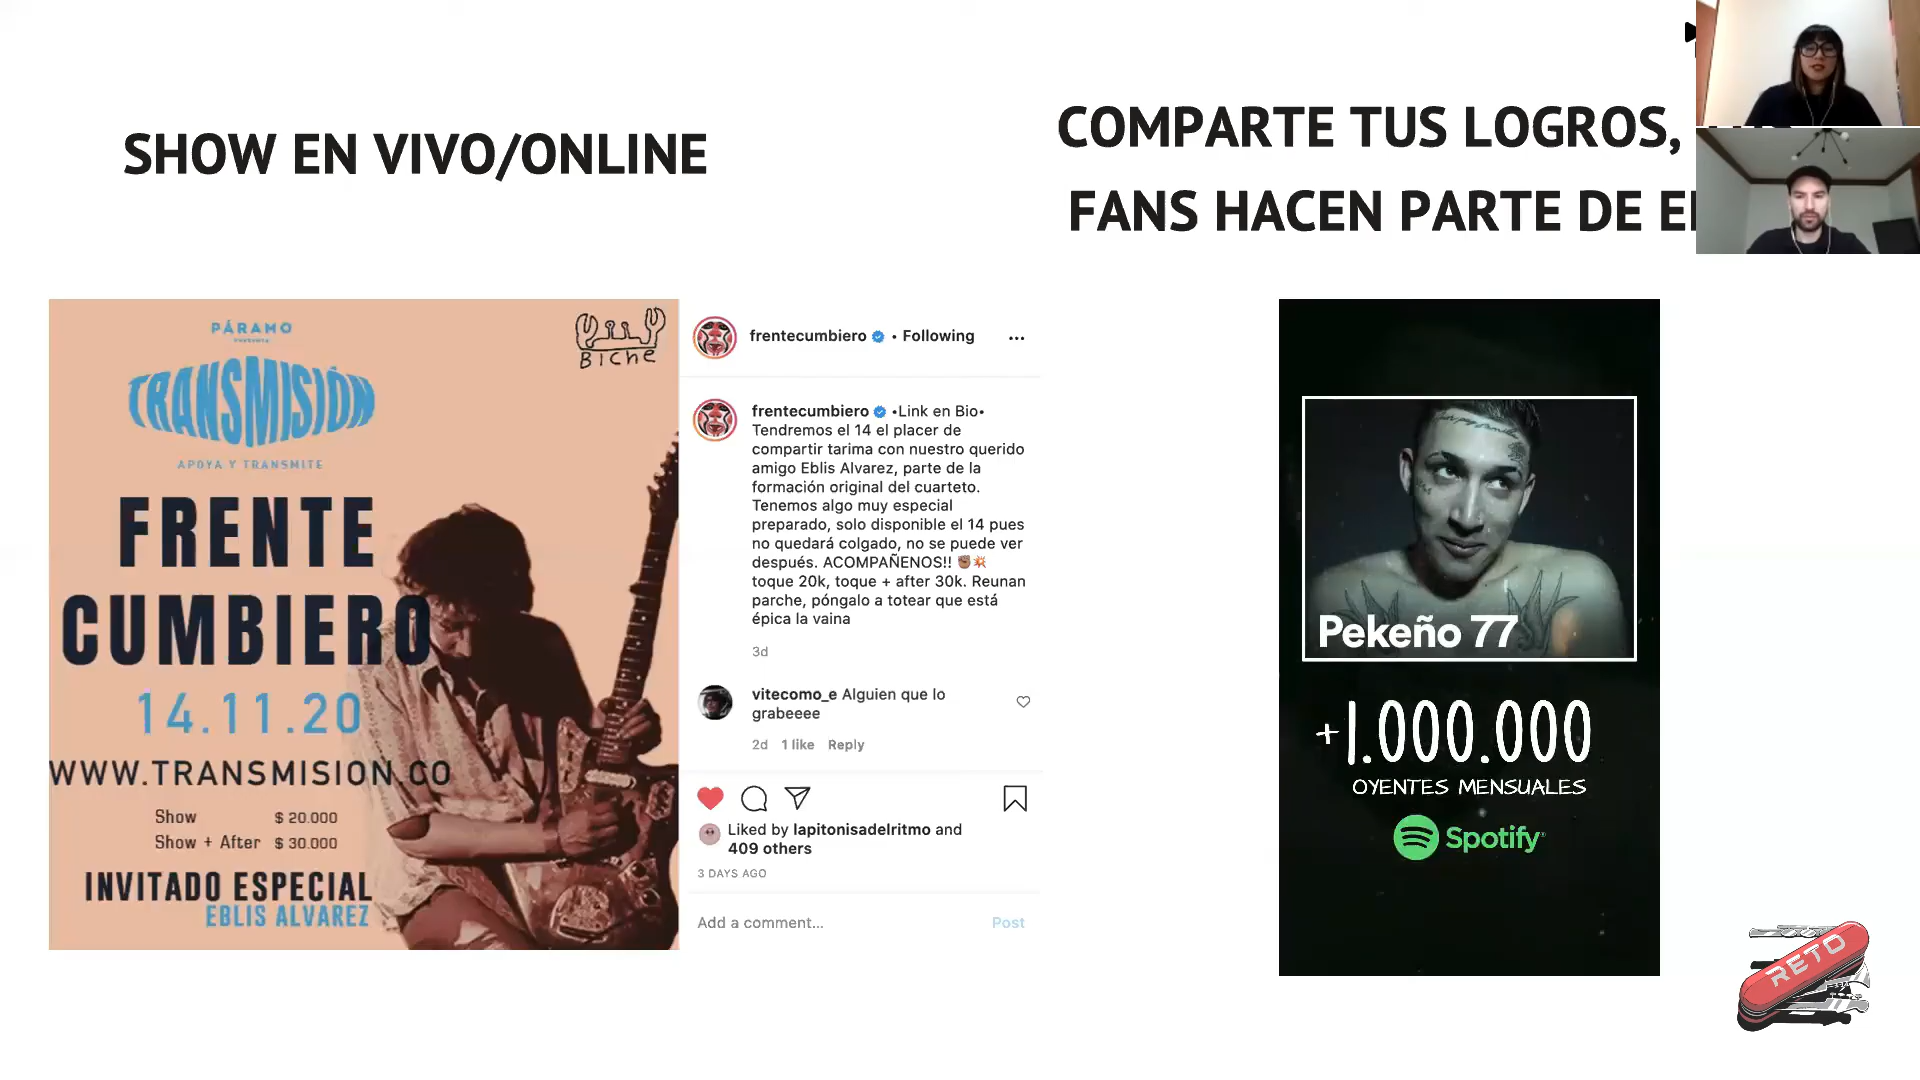 SHOW EN VIVO/ONLINE
COMPARTE TUS LOGROS,
FANS HACEN PARTE DE
PÁRAMO
PRESENTA
TRANSMISIÓN
APOYA Y TRANSMITE
BICHE
FRENTE
CUMBIERO
14.11.20
WWW.TRANSMISION.CO
Show $ 20.000
Show + After $ 30.000
INVITADO ESPECIAL
EBLIS ALVAREZ
frentecumbiero • Following
frentecumbiero •Link en Bio•
Tendremos el 14 el placer de
compartir tarima con nuestro querido
amigo Eblis Alvarez, parte de la
formación original del cuarteto.
Tenemos algo muy especial
preparado, solo disponible el 14 pues
no quedará colgado, no se puede ver
después. ACOMPAÑENOS!! ✊🏾💥
toque 20k, toque + after 30k. Reunan
parche, póngalo a totear que está
épica la vaina
3d
vitecomo_e Alguien que lo
grabeeee
2d 1 like Reply
Liked by lapitonisadelritmo and
409 others
3 DAYS AGO
Add a comment... Post
Pekeño 77
+1.000.000
OYENTES MENSUALES
Spotify
RETO